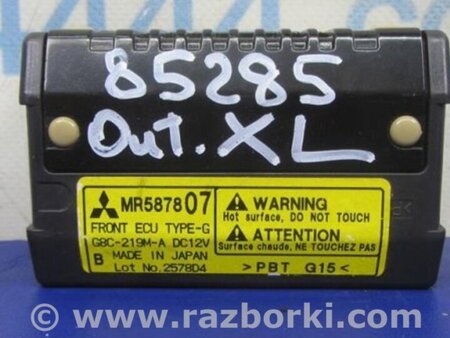 85285
Out. XL
MR587807
FRONT ECU TYPE-G
G8C-219M-A DC12V
B MADE IN JAPAN
Lot No.2578D4
WARNING
Hot surface, DO NOT TOUCH
ATTENTION
Surface chaude, NE TOUCHEZ PAS
>PBT G15<
www.razborki.com